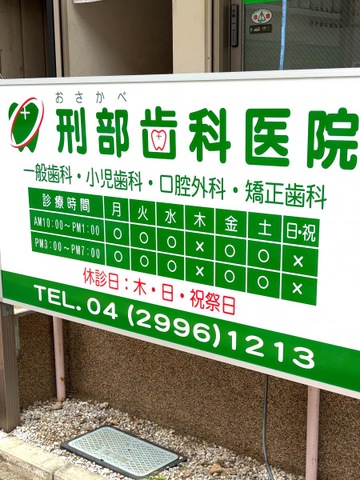 おさかべ
刑部歯科医院
一般歯科・小児歯科・口腔外科・矯正歯科
診療時間 月 火 水 木 金 土 日・祝
AM10:00〜PM1:00 ○ ○ ○ × ○ ○ ×
PM3:00〜PM7:00 ○ ○ ○ × ○ ○ ×
休診日:木・日・祝祭日
TEL. 04 (2996) 1213